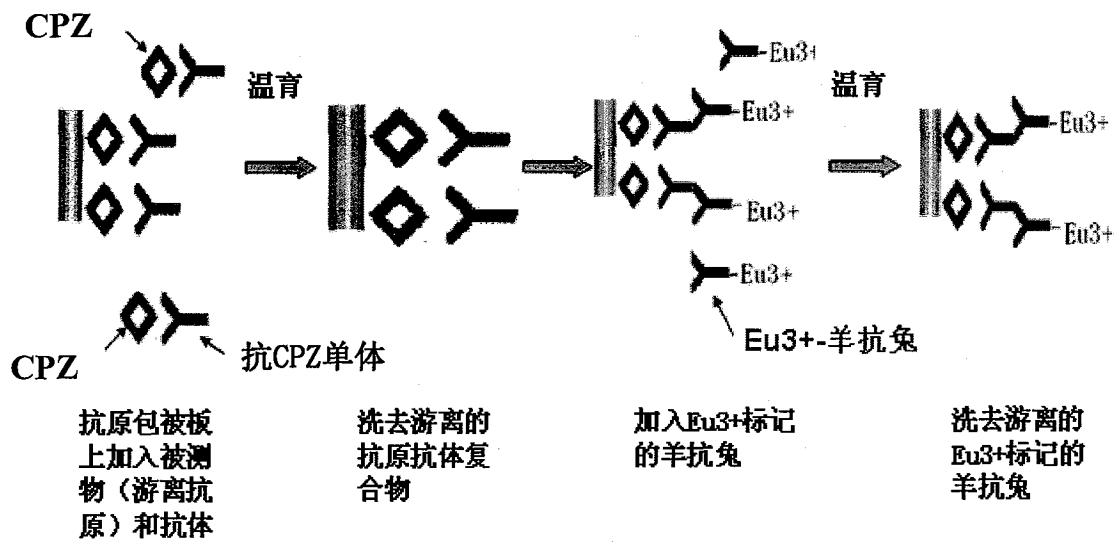 CPZ
温育
CPZ
抗CPZ单体
-Eu3+
-Eu3+
-Eu3+
-Eu3+
Eu3+-羊抗兔
温育
-Eu3+
-Eu3+
抗原包被板
上加入被测
物（游离抗
原）和抗体
洗去游离的
抗原抗体复
合物
加入Eu3+标记
的羊抗兔
洗去游离的
Eu3+标记的
羊抗兔